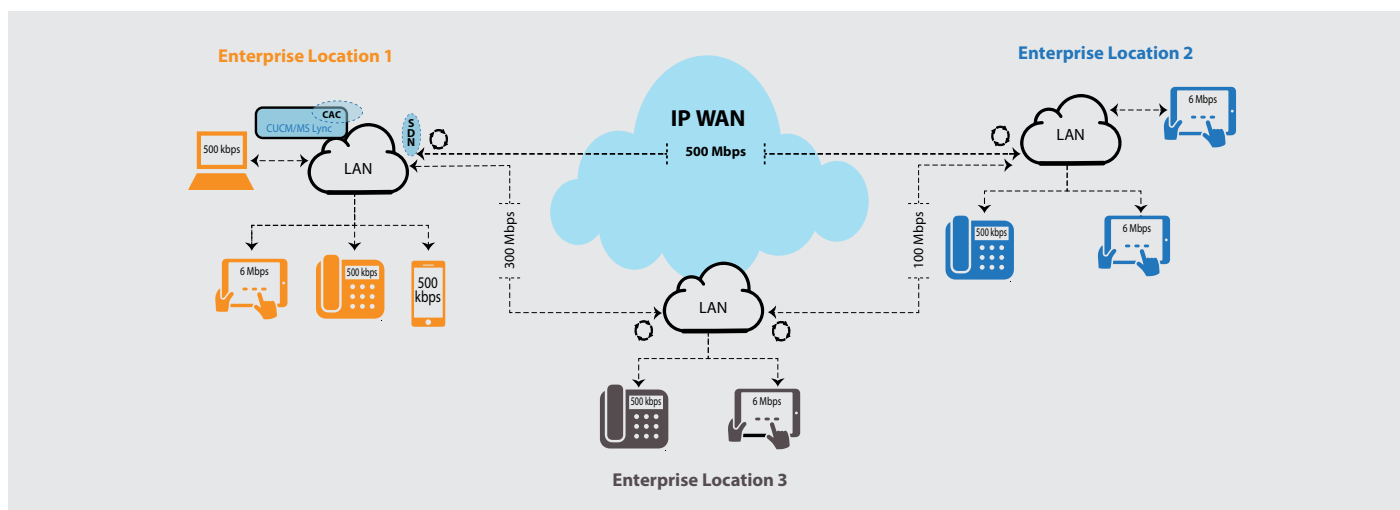 Enterprise Location 1
CAC
CUCM/MS Lync
SDN
500 kbps
LAN
6 Mbps
500 kbps
500
kbps
IP WAN
500 Mbps
300 Mbps
100 Mbps
Enterprise Location 2
6 Mbps
LAN
500 kbps
6 Mbps
LAN
500 kbps
6 Mbps
Enterprise Location 3